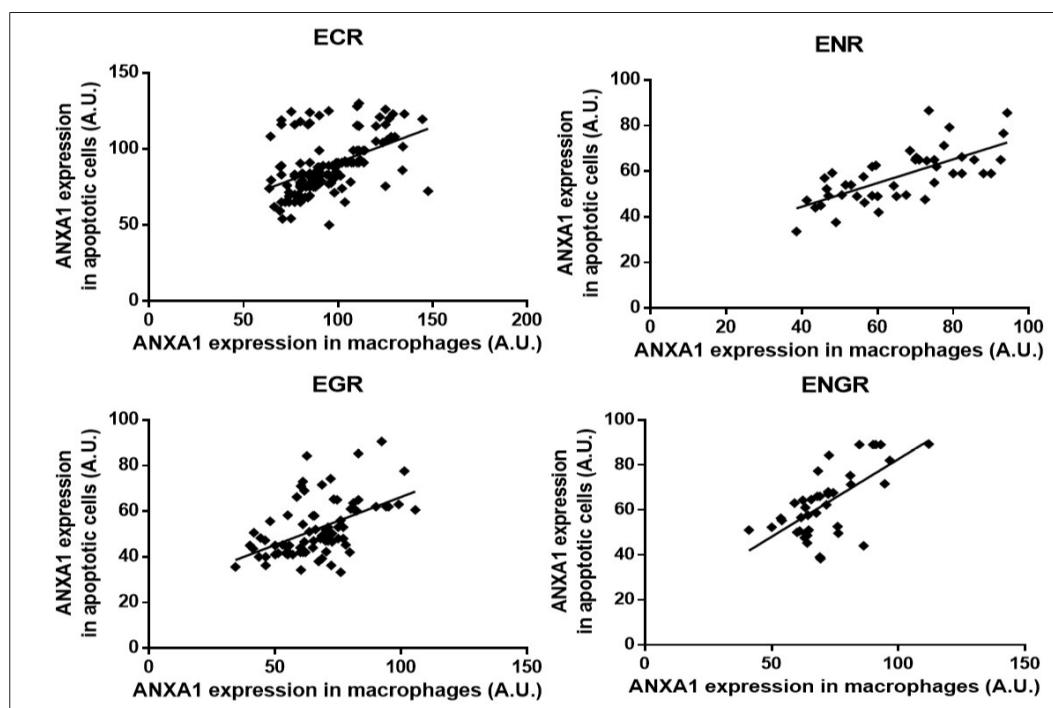 ECR
ANXA1 expression
in apoptotic cells (A.U.)
150
100
50
0
0 50 100 150 200
ANXA1 expression in macrophages (A.U.)
ENR
ANXA1 expression
in apoptotic cells (A.U.)
100
80
60
40
20
0
0 20 40 60 80 100
ANXA1 expression in macrophages (A.U.)
EGR
ANXA1 expression
in apoptotic cells (A.U.)
100
80
60
40
20
0
0 50 100 150
ANXA1 expression in macrophages (A.U.)
ENGR
ANXA1 expression
in apoptotic cells (A.U.)
100
80
60
40
20
0
0 50 100 150
ANXA1 expression in macrophages (A.U.)